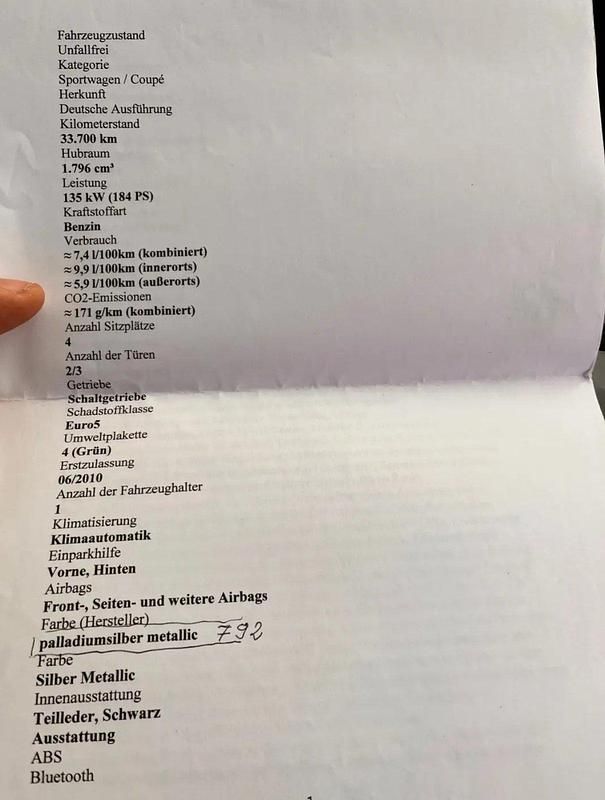 Fahrzeugzustand
Unfallfrei
Kategorie
Sportwagen / Coupé
Herkunft
Deutsche Ausführung
Kilometerstand
33.700 km
Hubraum
1.796 cm³
Leistung
135 kW (184 PS)
Kraftstoffart
Benzin
Verbrauch
≈ 7,4 l/100km (kombiniert)
≈ 9,9 l/100km (innerorts)
≈ 5,9 l/100km (außerorts)
CO2-Emissionen
≈ 171 g/km (kombiniert)
Anzahl Sitzplätze
4
Anzahl der Türen
2/3
Getriebe
Schaltgetriebe
Schadstoffklasse
Euro5
Umweltplakette
4 (Grün)
Erstzulassung
06/2010
Anzahl der Fahrzeughalter
1
Klimatisierung
Klimaautomatik
Einparkhilfe
Vorne, Hinten
Airbags
Front-, Seiten- und weitere Airbags
Farbe (Hersteller)
palladiumsilber metallic 792
Farbe
Silber Metallic
Innenausstattung
Teilleder, Schwarz
Ausstattung
ABS
Bluetooth